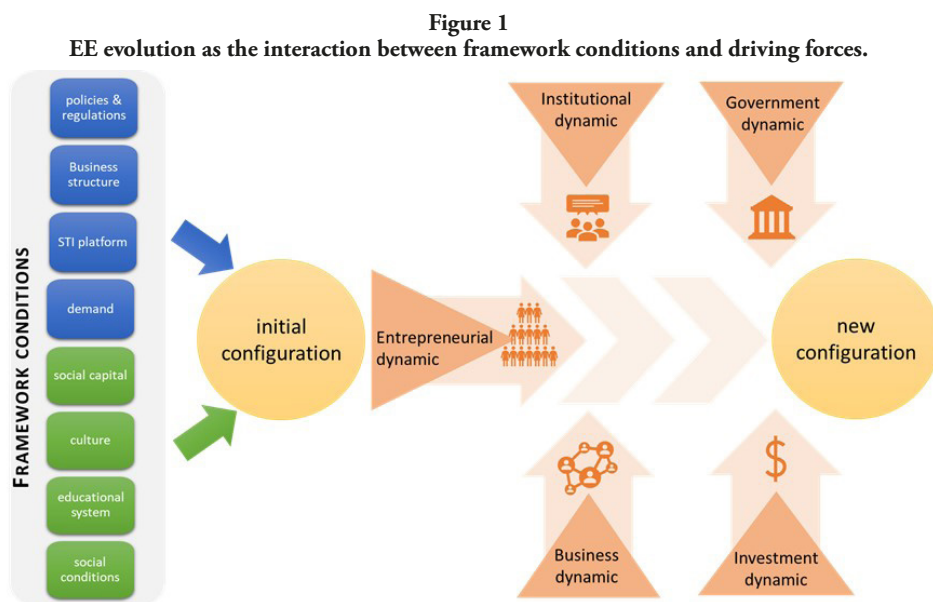 Figure 1
EE evolution as the interaction between framework conditions and driving forces.
FRAMEWORK CONDITIONS
policies &
regulations
Business
structure
STI platform
demand
social capital
culture
educational
system
social
conditions
initial
configuration
Entrepreneurial
dynamic
Institutional
dynamic
Government
dynamic
Business
dynamic
$
Investment
dynamic
new
configuration